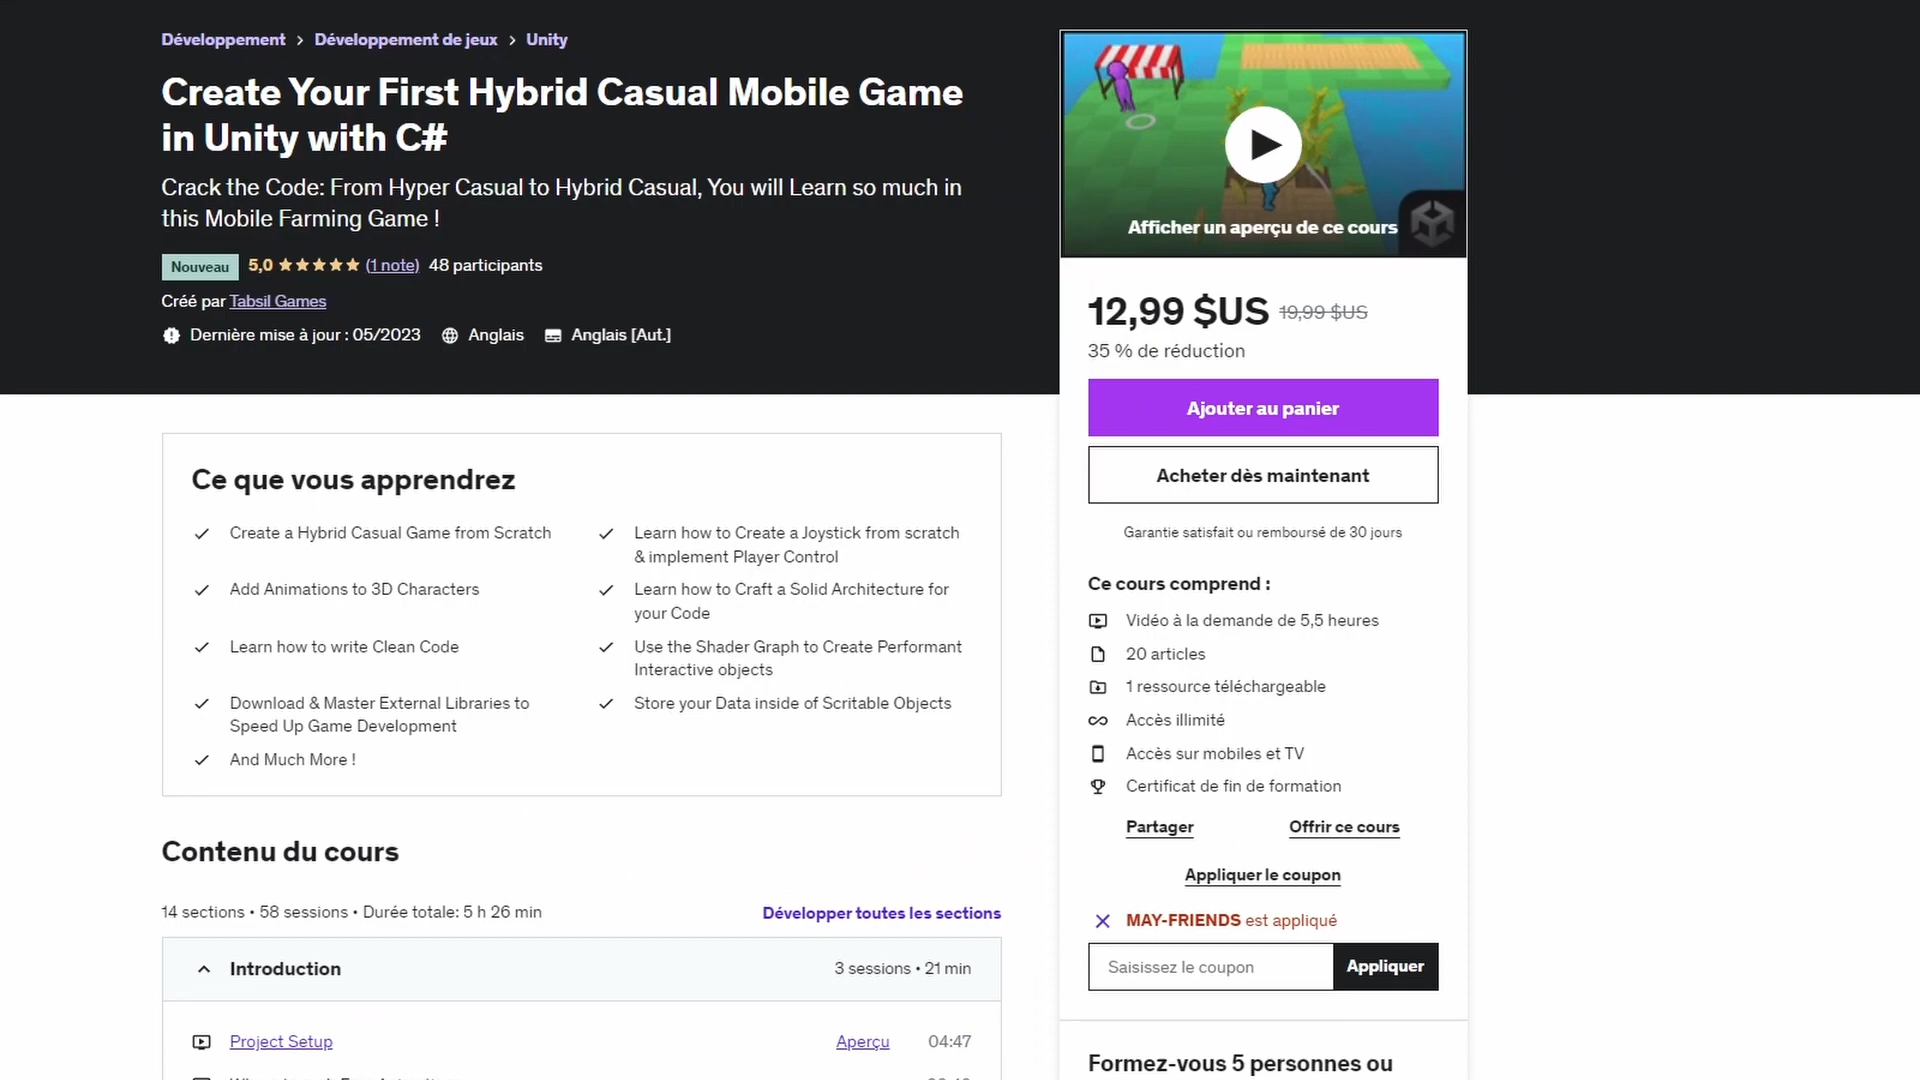 Développement > Développement de jeux > Unity
Create Your First Hybrid Casual Mobile Game
in Unity with C#
Crack the Code: From Hyper Casual to Hybrid Casual, You will Learn so much in
this Mobile Farming Game !
Nouveau 5,0 (1 note) 48 participants
Créé par Tabsil Games
Dernière mise à jour : 05/2023 Anglais Anglais [Aut.]
Ce que vous apprendrez
Create a Hybrid Casual Game from Scratch
Learn how to Create a Joystick from scratch
& implement Player Control
Add Animations to 3D Characters
Learn how to Craft a Solid Architecture for
your Code
Learn how to write Clean Code
Use the Shader Graph to Create Performant
Interactive objects
Download & Master External Libraries to
Speed Up Game Development
Store your Data inside of Scritable Objects
And Much More !
Contenu du cours
14 sections • 58 sessions • Durée totale: 5 h 26 min
Développer toutes les sections
Introduction
3 sessions • 21 min
Project Setup
Aperçu 04:47
Afficher un aperçu de ce cours
12,99 $US 19,99 $US
35 % de réduction
Ajouter au panier
Acheter dès maintenant
Garantie satisfait ou remboursé de 30 jours
Ce cours comprend :
Vidéo à la demande de 5,5 heures
20 articles
1 ressource téléchargeable
Accès illimité
Accès sur mobiles et TV
Certificat de fin de formation
Partager
Offrir ce cours
Appliquer le coupon
MAY-FRIENDS est appliqué
Saisissez le coupon
Appliquer
Formez-vous 5 personnes ou